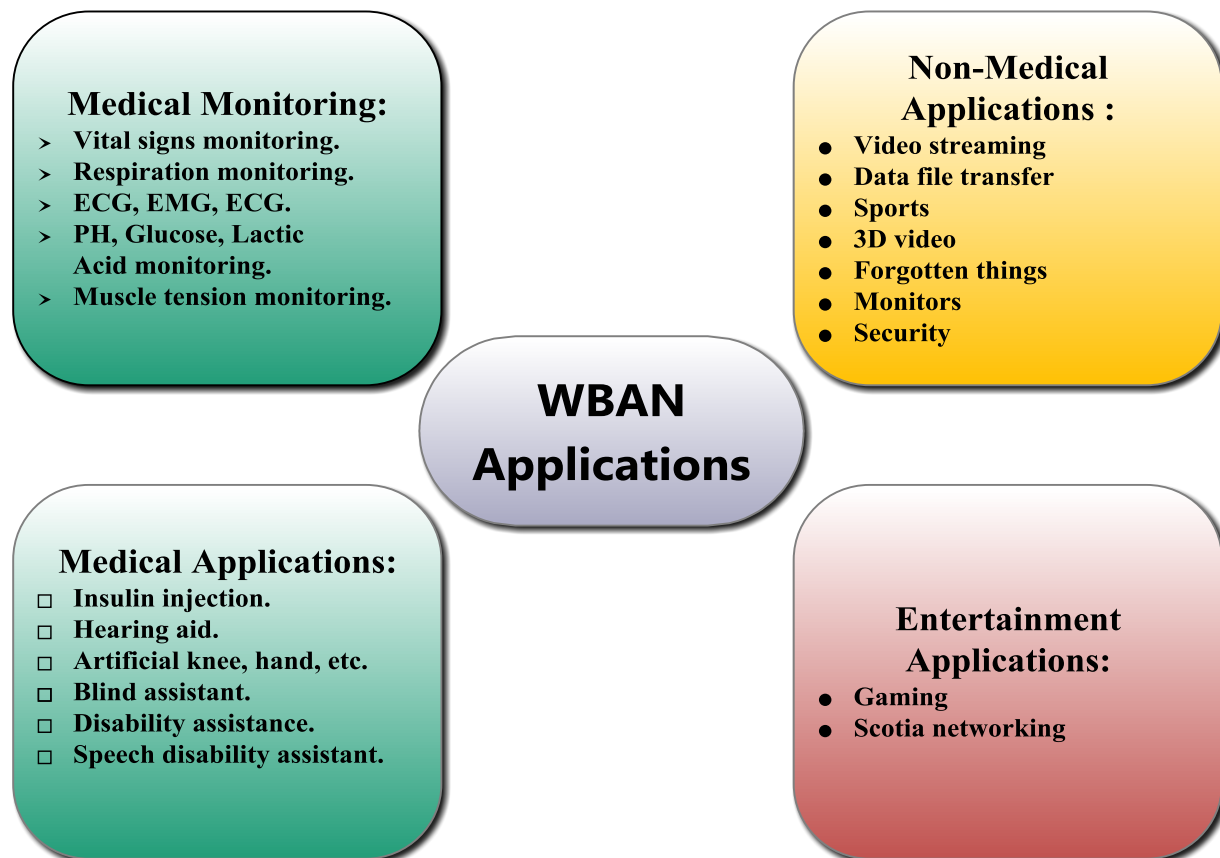 Medical Monitoring:
➢ Vital signs monitoring.
➢ Respiration monitoring.
➢ ECG, EMG, ECG.
➢ PH, Glucose, Lactic
Acid monitoring.
➢ Muscle tension monitoring.
Non-Medical
Applications :
● Video streaming
● Data file transfer
● Sports
● 3D video
● Forgotten things
● Monitors
● Security
WBAN
Applications
Medical Applications:
□ Insulin injection.
□ Hearing aid.
□ Artificial knee, hand, etc.
□ Blind assistant.
□ Disability assistance.
□ Speech disability assistant.
Entertainment
Applications:
● Gaming
● Scotia networking